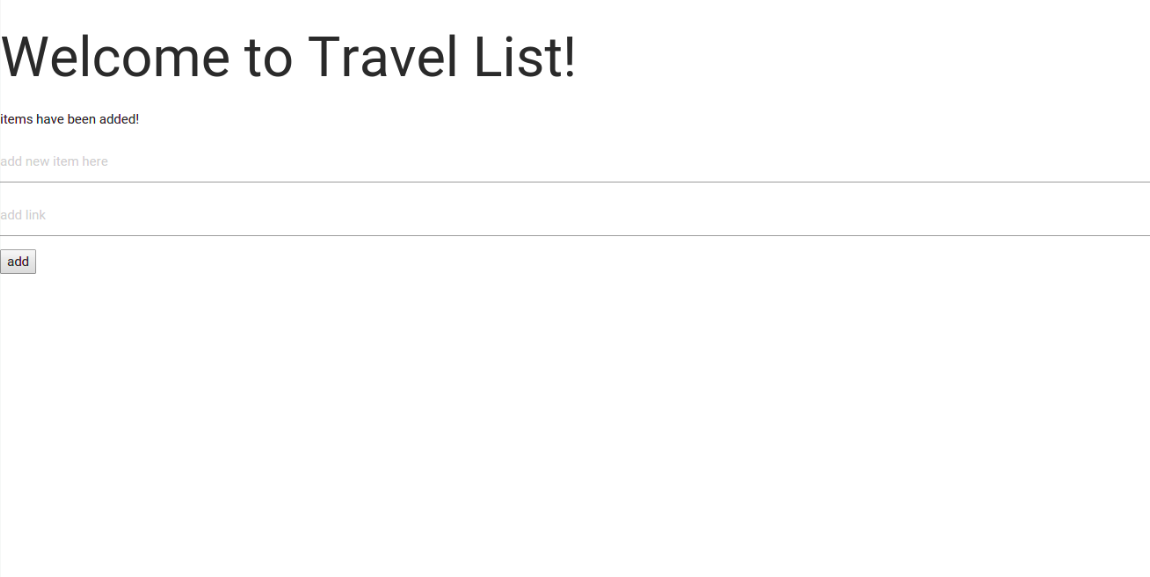 Welcome to Travel List!
items have been added!
add new item here
add link
add